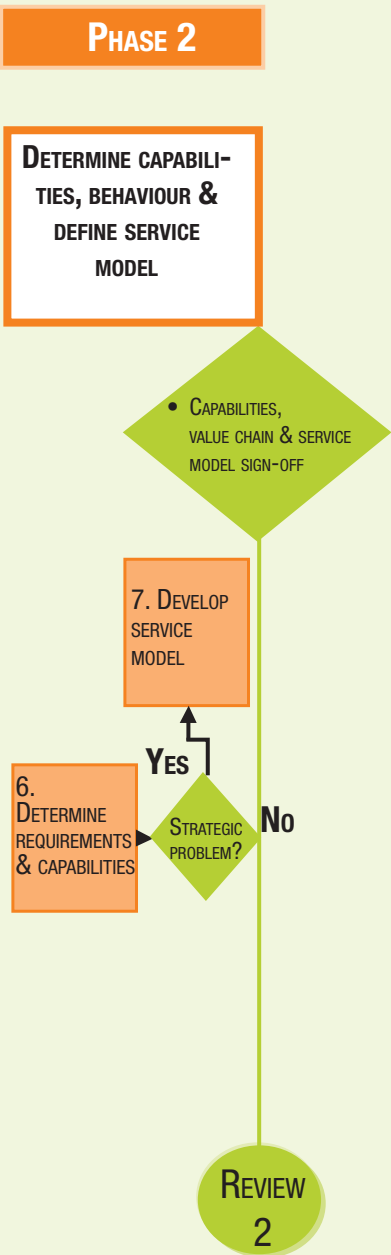 Phase 2
Determine capabili-
ties, behaviour &
define service
model
• Capabilities,
value chain & service
model sign-off
7. Develop
service
model
Yes
6.
Determine
requirements
& capabilities
Strategic
problem?
No
Review
2